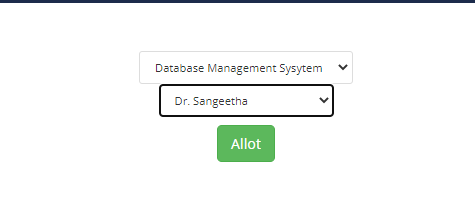 Database Management Sysytem
Dr. Sangeetha
Allot